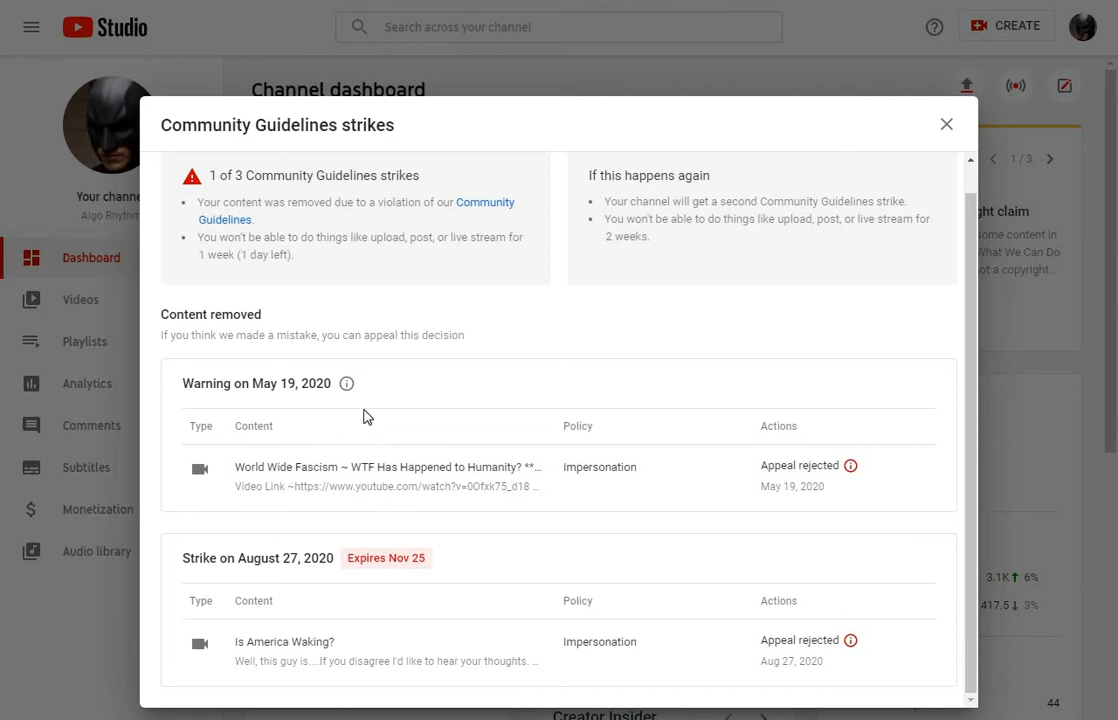 Studio
Search across your channel
CREATE
Channel dashboard
Your channe
Algo Rhythm
Dashboard
Videos
Playlists
Analytics
Comments
Subtitles
Monetization
Audio library
Community Guidelines strikes
1 of 3 Community Guidelines strikes
Your content was removed due to a violation of our Community
Guidelines.
You won't be able to do things like upload, post, or live stream for
1 week (1 day left).
If this happens again
Your channel will get a second Community Guidelines strike.
You won't be able to do things like upload, post, or live stream for
2 weeks.
Content removed
If you think we made a mistake, you can appeal this decision
Warning on May 19, 2020
Type Content Policy Actions
World Wide Fascism ~ WTF Has Happened to Humanity? **... Impersonation Appeal rejected
Video Link ~https://www.youtube.com/watch?v=0Ofxk75_d18 ... May 19, 2020
Strike on August 27, 2020 Expires Nov 25
Type Content Policy Actions
Is America Waking? Impersonation Appeal rejected
Well, this guy is....If you disagree I'd like to hear your thoughts. ... Aug 27, 2020
1 / 3
ght claim
some content in
What We Can Do
not a copyright...
3.1K 6%
417.5 3%
44
Creator Insider